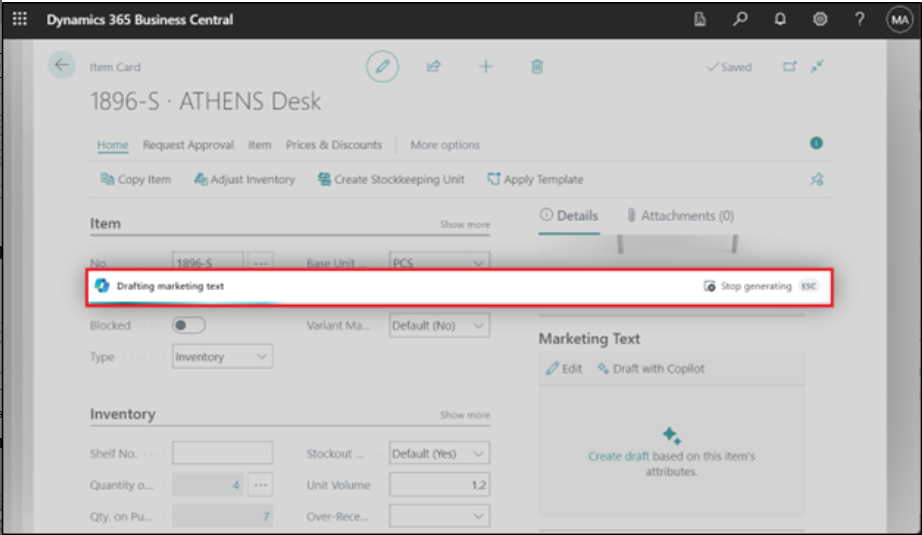 Dynamics 365 Business Central
?
MA
Item Card
Saved
1896-S · ATHENS Desk
Home Request Approval Item Prices & Discounts More options
Copy Item Adjust Inventory Create Stockkeeping Unit Apply Template
Item Show more
Details Attachments (0)
No. 1896-S ... Base Unit ... PCS
Drafting marketing text Stop generating ESC
Blocked Variant Ma... Default (No)
Type Inventory
Marketing Text
Edit Draft with Copilot
Inventory Show more
Create draft based on this item's
attributes.
Shelf No. Stockout ... Default (Yes)
Quantity o... 4 ... Unit Volume 1.2
Qty. on Pu... 7 Over-Rece...